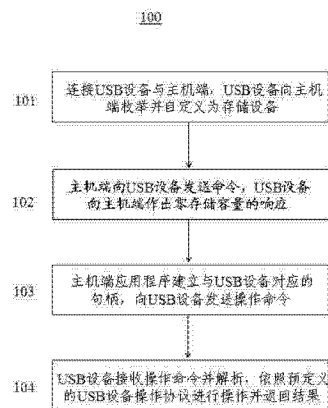 100
101
连接USB设备与主机端，USB设备向主机
端枚举并自定义为存储设备
102
主机端向USB设备发送命令，USB设备
向主机端作出零存储容量的响应
103
主机端应用程序建立与USB设备对应的
句柄，向USB设备发送操作命令
104
USB设备接收操作命令并解析，依照预定义
的USB设备操作协议进行操作并返回结果